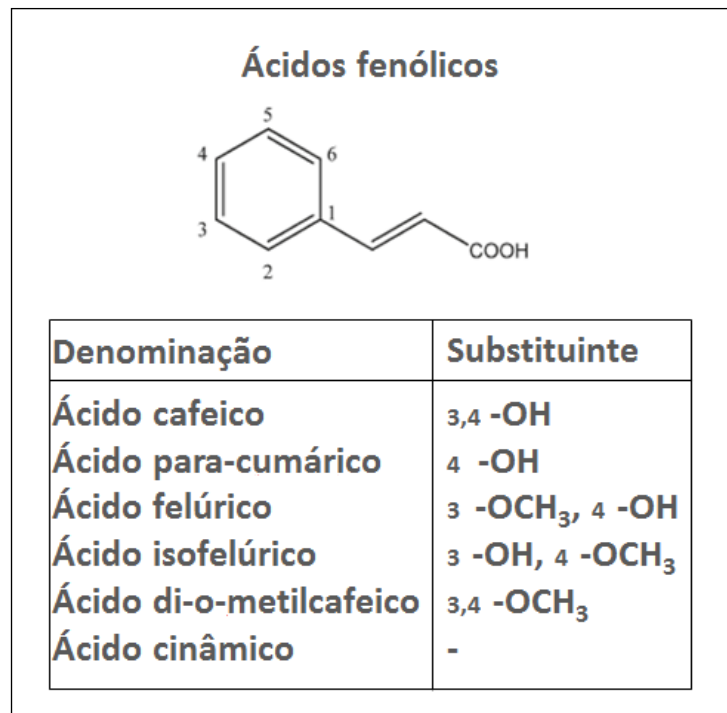 Ácidos fenólicos
5
4
6
3
1
2
COOH
Denominação Substituinte
Ácido cafeico 3,4 -OH
Ácido para-cumárico 4 -OH
Ácido felúrico 3 -OCH₃, 4 -OH
Ácido isofelúrico 3 -OH, 4 -OCH₃
Ácido di-o-metilcafeico 3,4 -OCH₃
Ácido cinâmico -